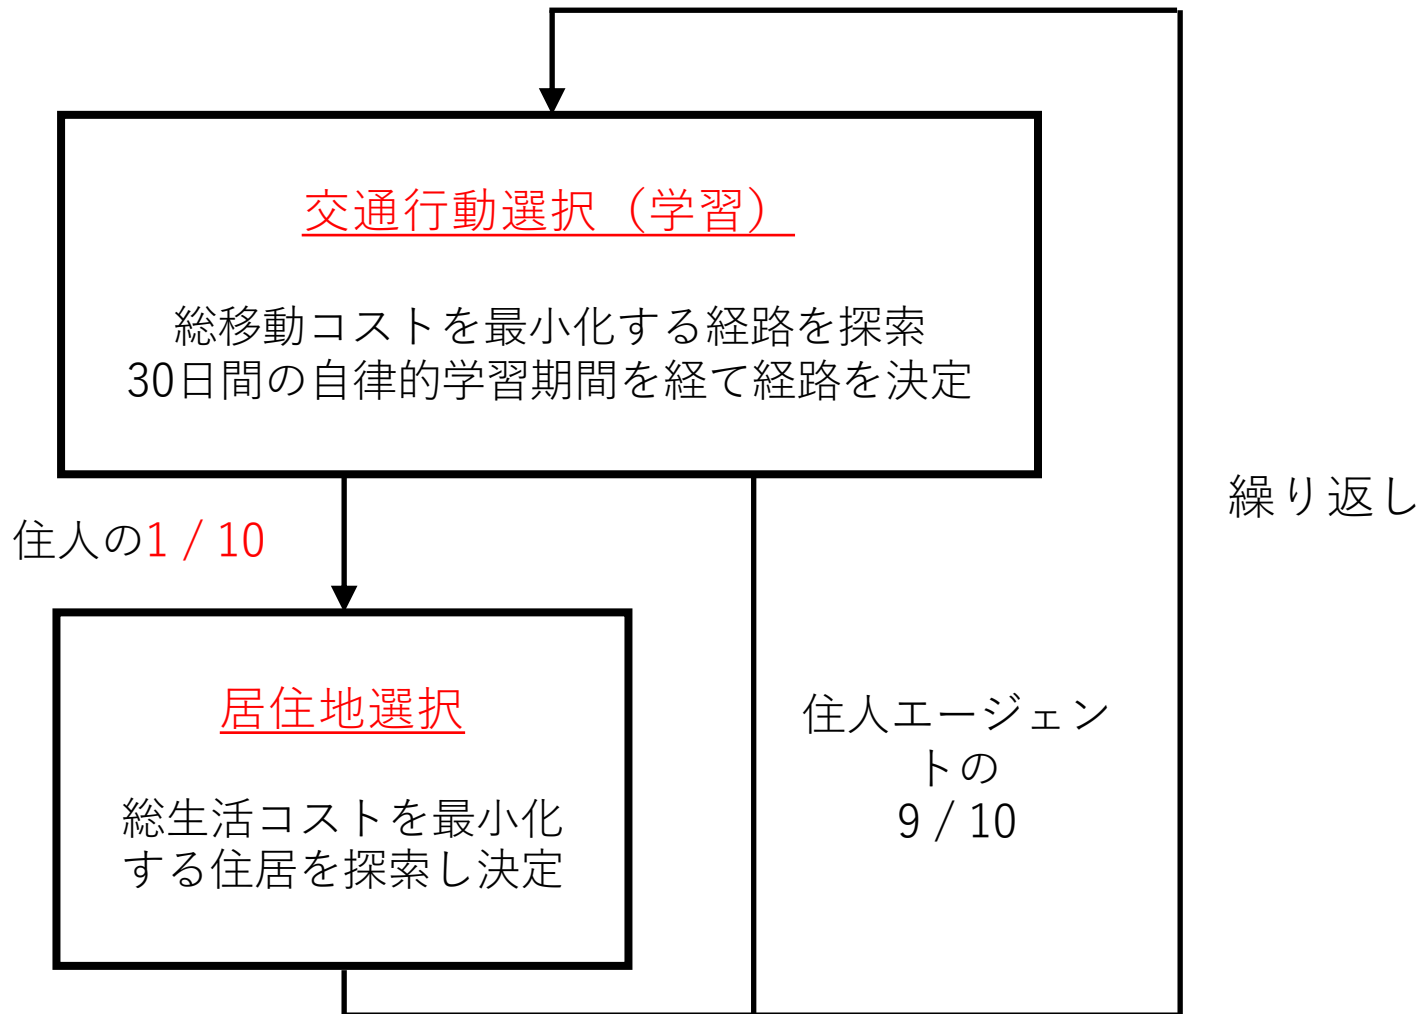 交通行動選択（学習）
総移動コストを最小化する経路を探索
30日間の自律的学習期間を経て経路を決定
繰り返し
住人の1 / 10
居住地選択
総生活コストを最小化
する住居を探索し決定
住人エージェン
トの
9 / 10